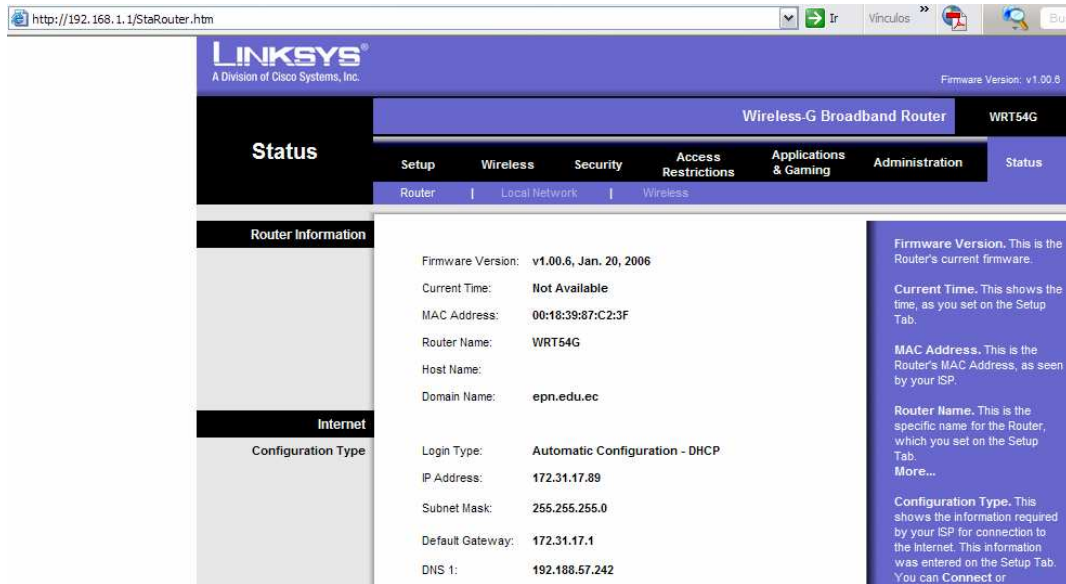 http://192.168.1.1/StaRouter.htm
Ir
Vínculos »
Bu
LINKSYS®
A Division of Cisco Systems, Inc.
Firmware Version: v1.00.6
Wireless-G Broadband Router WRT54G
Status
Setup Wireless Security Access Restrictions Applications & Gaming Administration Status
Router | Local Network | Wireless
Router Information
Firmware Version: v1.00.6, Jan. 20, 2006
Current Time: Not Available
MAC Address: 00:18:39:87:C2:3F
Router Name: WRT54G
Host Name:
Domain Name: epn.edu.ec
Internet
Configuration Type
Login Type: Automatic Configuration - DHCP
IP Address: 172.31.17.89
Subnet Mask: 255.255.255.0
Default Gateway: 172.31.17.1
DNS 1: 192.188.57.242
Firmware Version. This is the
Router's current firmware.
Current Time. This shows the
time, as you set on the Setup
Tab.
MAC Address. This is the
Router's MAC Address, as seen
by your ISP.
Router Name. This is the
specific name for the Router,
which you set on the Setup
Tab.
More...
Configuration Type. This
shows the information required
by your ISP for connection to
the Internet. This information
was entered on the Setup Tab.
You can Connect or